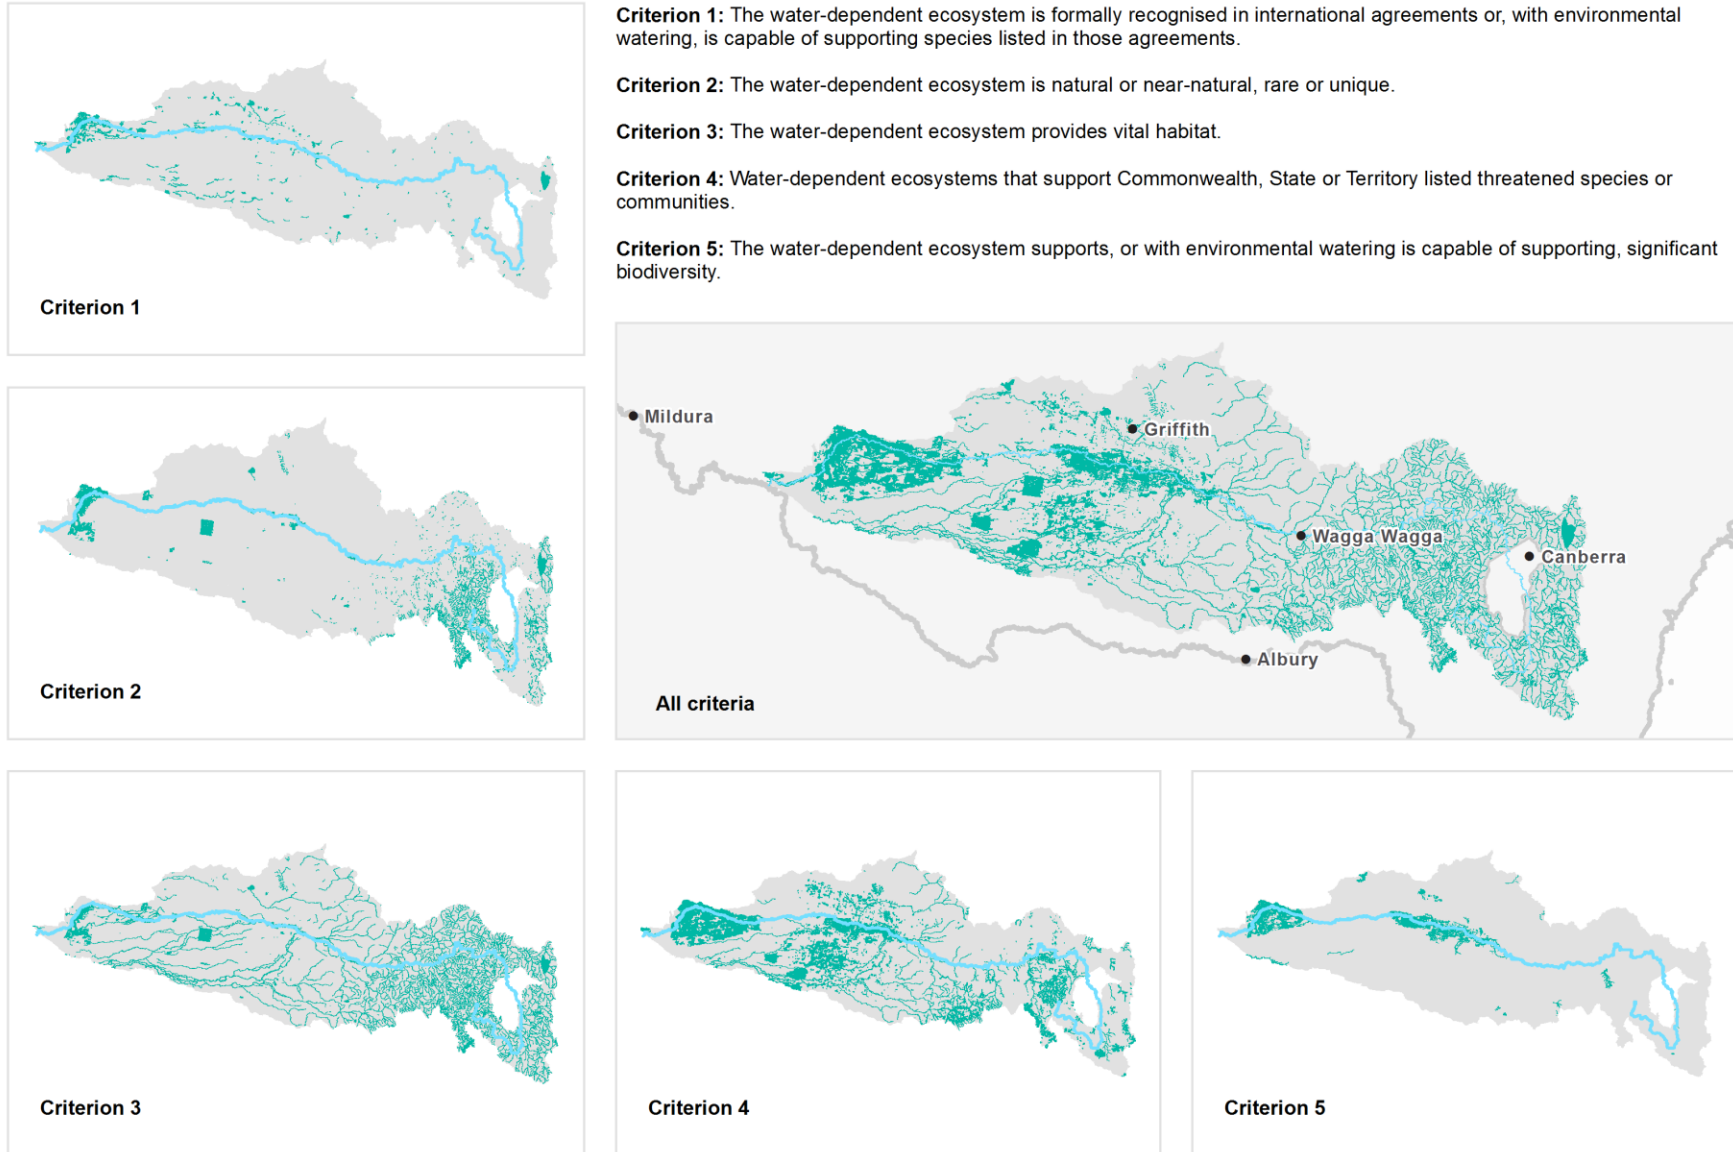 Criterion 1: The water-dependent ecosystem is formally recognised in international agreements or, with environmental
watering, is capable of supporting species listed in those agreements.
Criterion 2: The water-dependent ecosystem is natural or near-natural, rare or unique.
Criterion 3: The water-dependent ecosystem provides vital habitat.
Criterion 4: Water-dependent ecosystems that support Commonwealth, State or Territory listed threatened species or
communities.
Criterion 5: The water-dependent ecosystem supports, or with environmental watering is capable of supporting, significant
biodiversity.
Criterion 1
Mildura
Griffith
Wagga Wagga
Canberra
Albury
All criteria
Criterion 2
Criterion 3
Criterion 4
Criterion 5